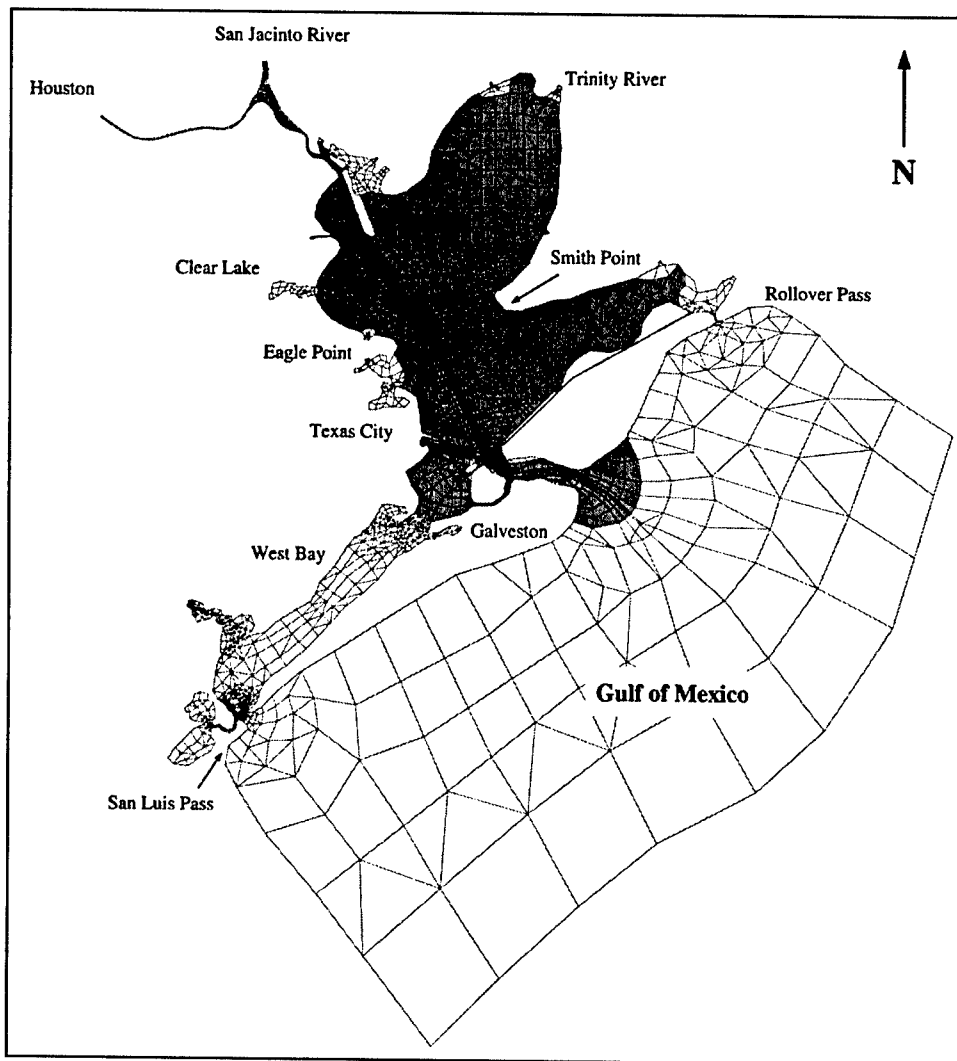 San Jacinto River
Houston
Trinity River
N
Smith Point
Clear Lake
Rollover Pass
Eagle Point
Texas City
Galveston
West Bay
Gulf of Mexico
San Luis Pass